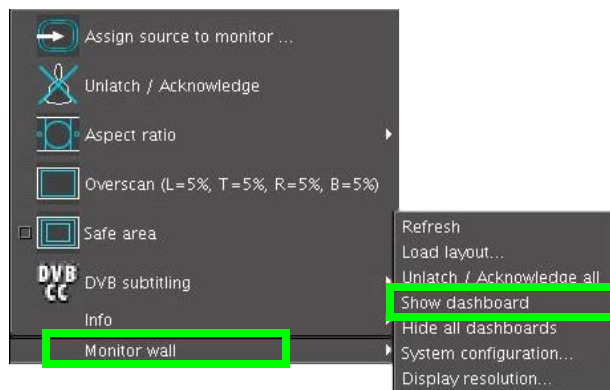 Assign source to monitor ...
Unlatch / Acknowledge
Aspect ratio
Overscan (L=5%, T=5%, R=5%, B=5%)
Safe area
DVB CC DVB subtitling
Info
Monitor wall
Refresh
Load layout...
Unlatch / Acknowledge all
Show dashboard
Hide all dashboards
System configuration...
Display resolution...